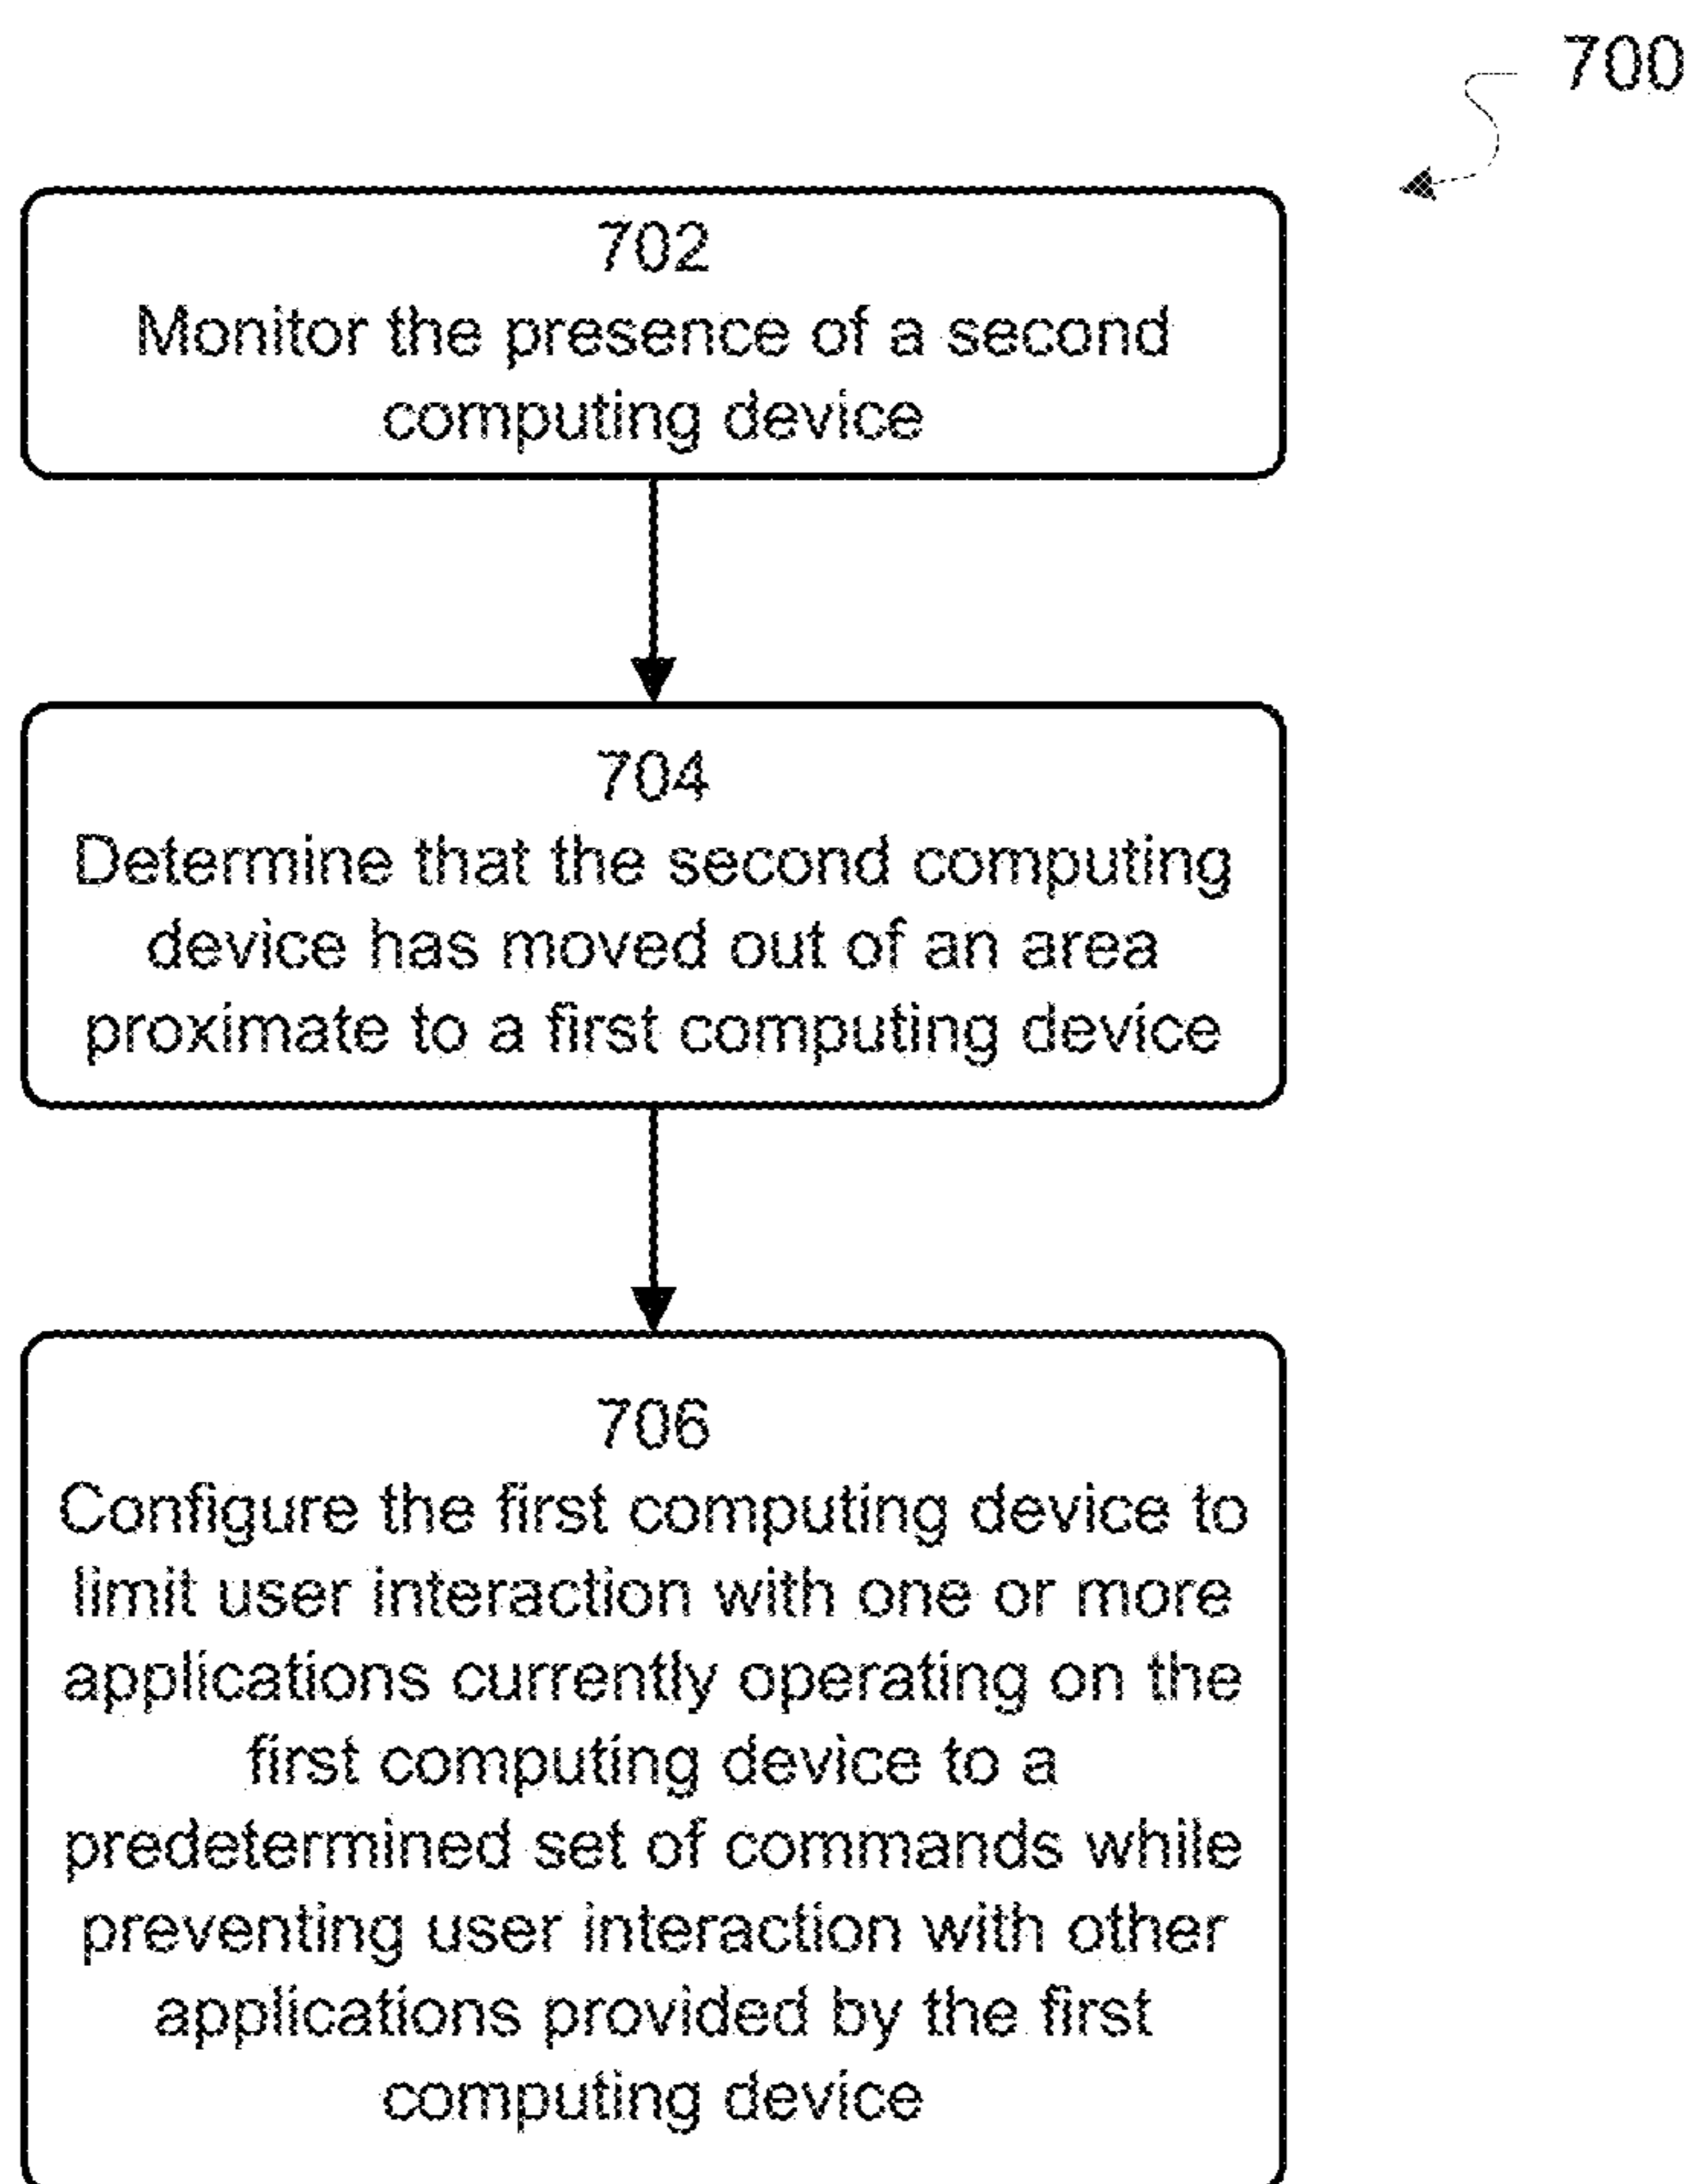 700
702
Monitor the presence of a second
computing device
704
Determine that the second computing
device has moved out of an area
proximate to a first computing device
706
Configure the first computing device to
limit user interaction with one or more
applications currently operating on the
first computing device to a
predetermined set of commands while
preventing user interaction with other
applications provided by the first
computing device